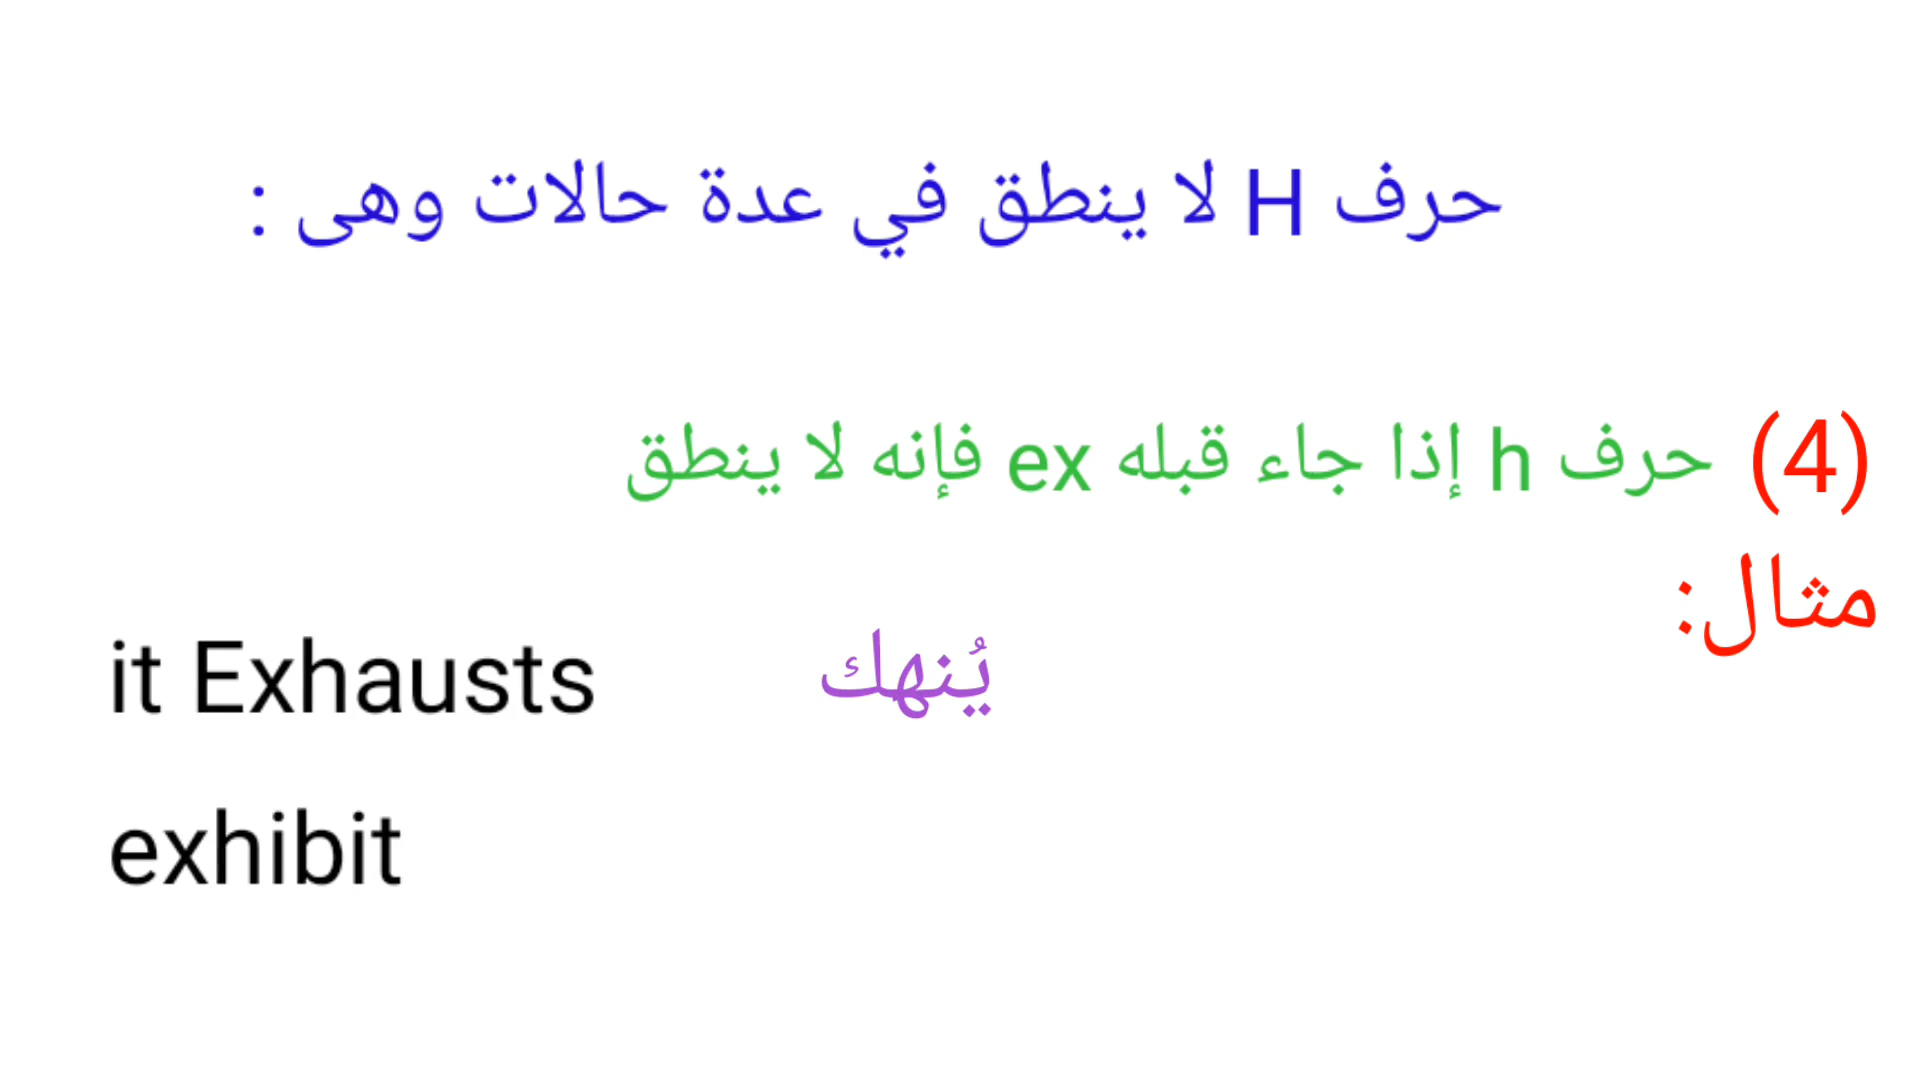 حرف H لا ينطق في عدة حالات وهى :
(4) حرف h إذا جاء قبله ex فإنه لا ينطق
مثال:
it Exhausts يُنهك
exhibit